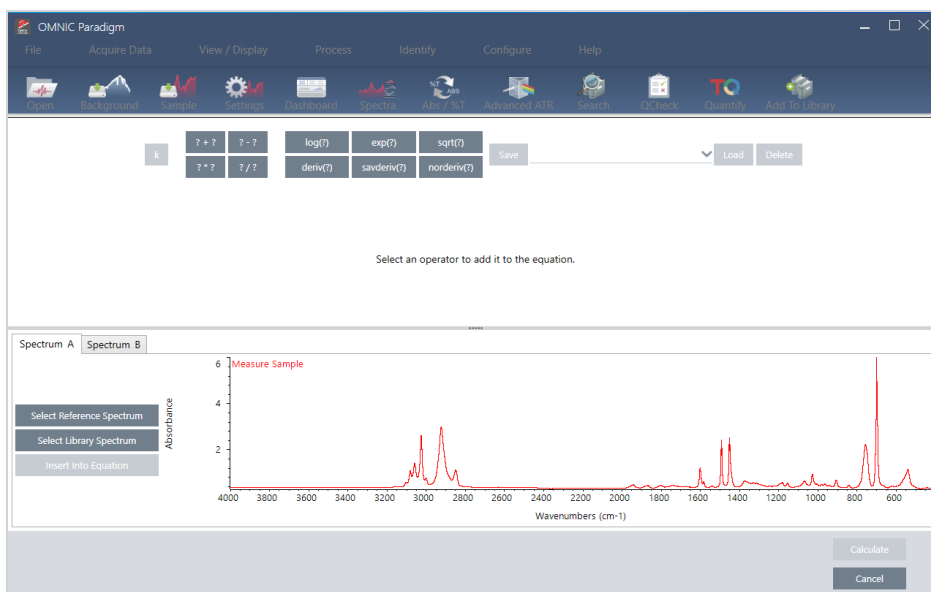 OMNIC Paradigm
File Acquire Data View / Display Process Identify Configure Help
Open Background Sample Settings Dashboard Spectra %T ABS Abs / %T Advanced ATR Search QCheck TQ Quantify Add To Library
k ? + ? ? - ? log(?) exp(?) sqrt(?) Save Load Delete
? * ? ? / ? deriv(?) savderiv(?) norderiv(?)
Select an operator to add it to the equation.
Spectrum A Spectrum B
Measure Sample
6
4
2
Absorbance
Select Reference Spectrum
Select Library Spectrum
Insert Into Equation
4000 3800 3600 3400 3200 3000 2800 2600 2400 2200 2000 1800 1600 1400 1200 1000 800 600
Wavenumbers (cm-1)
Calculate
Cancel